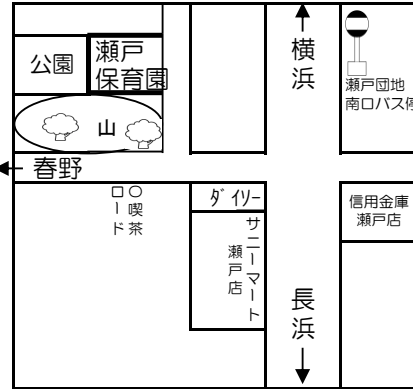 公園
瀬戸
保育園
山
横浜
瀬戸団地
南口バス停
春野
〇喫茶
ロード
ダイソー
サニーマート
瀬戸店
信用金庫
瀬戸店
長浜